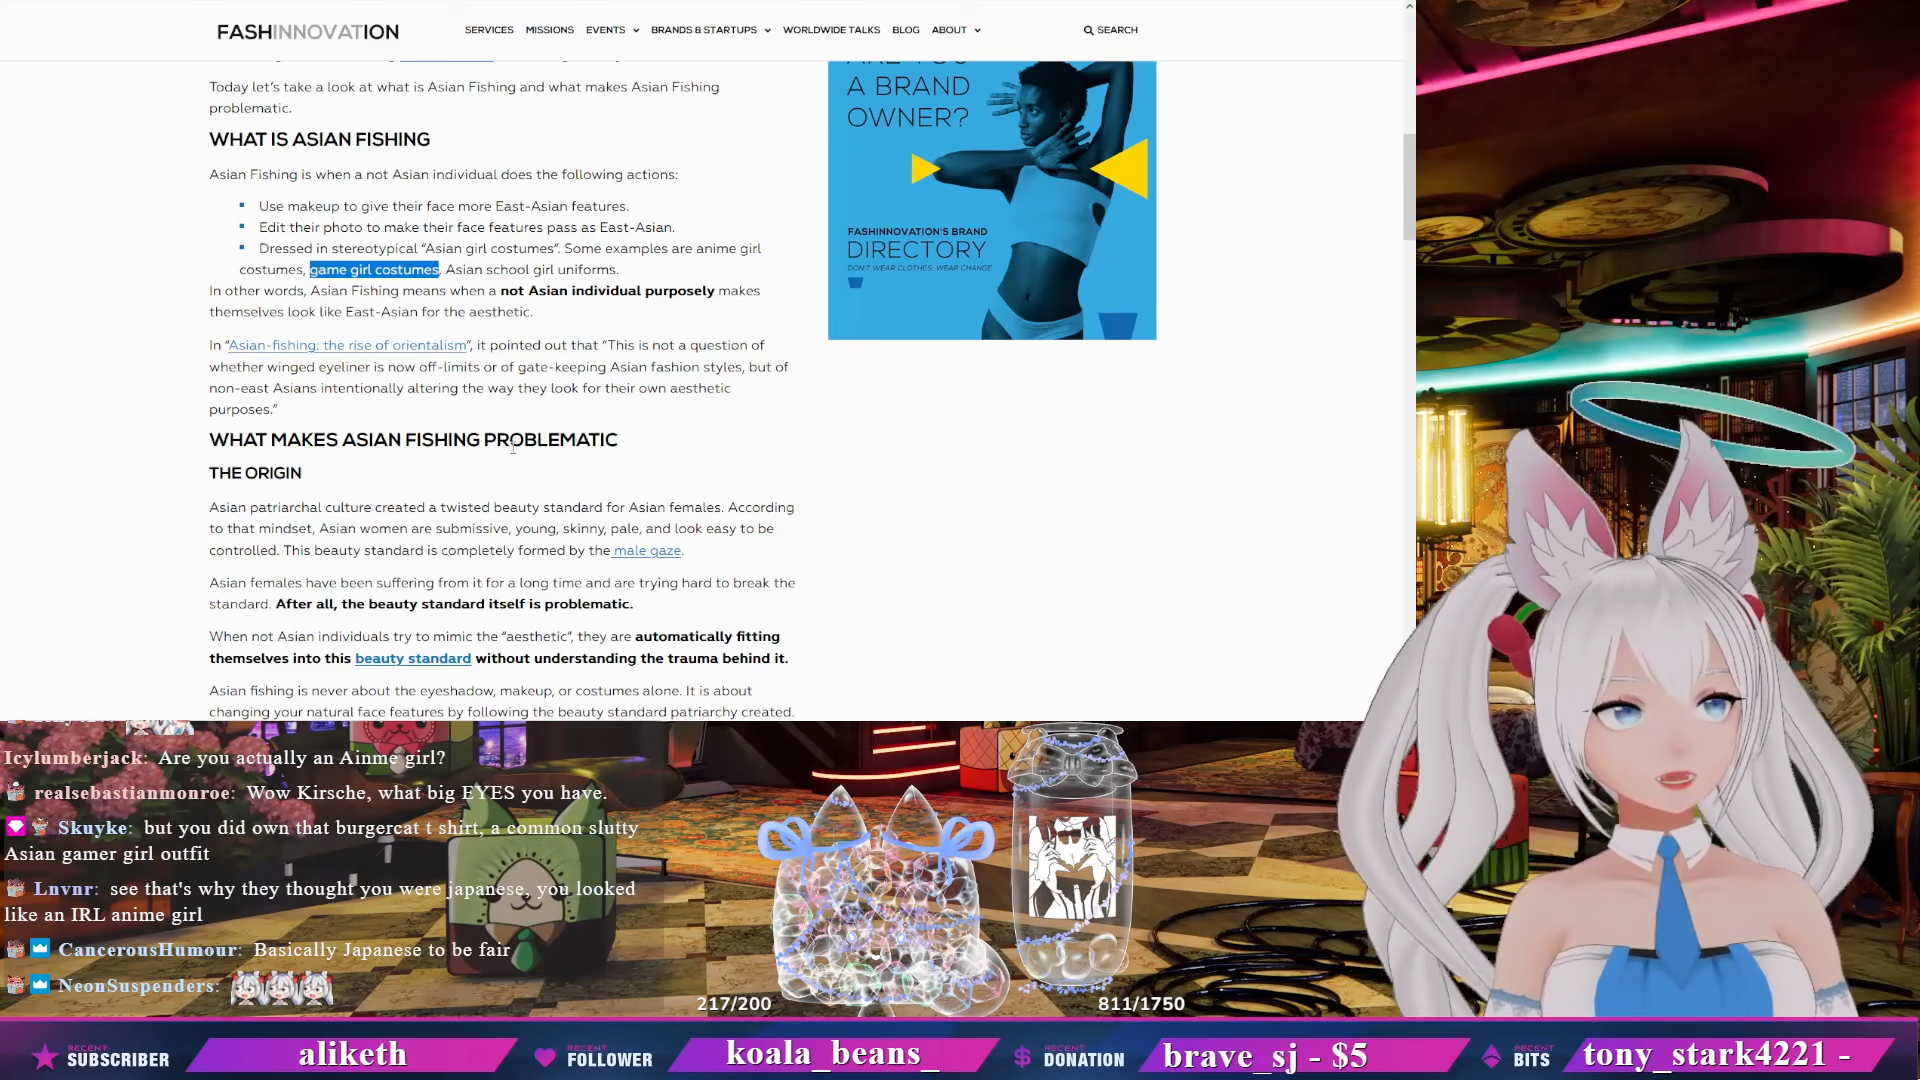 FASHINNOVATION
SERVICES MISSIONS EVENTS BRANDS & STARTUPS WORLDWIDE TALKS BLOG ABOUT SEARCH
Today let's take a look at what is Asian Fishing and what makes Asian Fishing
problematic.
WHAT IS ASIAN FISHING
Asian Fishing is when a not Asian individual does the following actions:
Use makeup to give their face more East-Asian features.
Edit their photo to make their face features pass as East-Asian.
Dressed in stereotypical “Asian girl costumes”. Some examples are anime girl
costumes, game girl costumes, Asian school girl uniforms.
In other words, Asian Fishing means when a not Asian individual purposely makes
themselves look like East-Asian for the aesthetic.
In “Asian-fishing: the rise of orientalism”, it pointed out that “This is not a question of
whether winged eyeliner is now off-limits or of gate-keeping Asian fashion styles, but of
non-east Asians intentionally altering the way they look for their own aesthetic
purposes.”
WHAT MAKES ASIAN FISHING PROBLEMATIC
THE ORIGIN
Asian patriarchal culture created a twisted beauty standard for Asian females. According
to that mindset, Asian women are submissive, young, skinny, pale, and look easy to be
controlled. This beauty standard is completely formed by the male gaze.
Asian females have been suffering from it for a long time and are trying hard to break the
standard. After all, the beauty standard itself is problematic.
When not Asian individuals try to mimic the “aesthetic”, they are automatically fitting
themselves into this beauty standard without understanding the trauma behind it.
Asian fishing is never about the eyeshadow, makeup, or costumes alone. It is about
changing your natural face features by following the beauty standard patriarchy created.
ARE YOU
A BRAND
OWNER?
FASHINNOVATION'S BRAND
DIRECTORY
DON'T WEAR CLOTHES, WEAR CHANGE
Icylumberjack: Are you actually an Ainme girl?
realsebastianmonroe: Wow Kirsche, what big EYES you have.
Skuyke: but you did own that burgercat t shirt, a common slutty
Asian gamer girl outfit
Lnvnr: see that's why they thought you were japanese, you looked
like an IRL anime girl
CancerousHumour: Basically Japanese to be fair
NeonSuspenders:
217/200
811/1750
RECENT SUBSCRIBER aliketh RECENT FOLLOWER koala_beans_ RECENT DONATION brave_sj - $5 RECENT BITS tony_stark4221 -